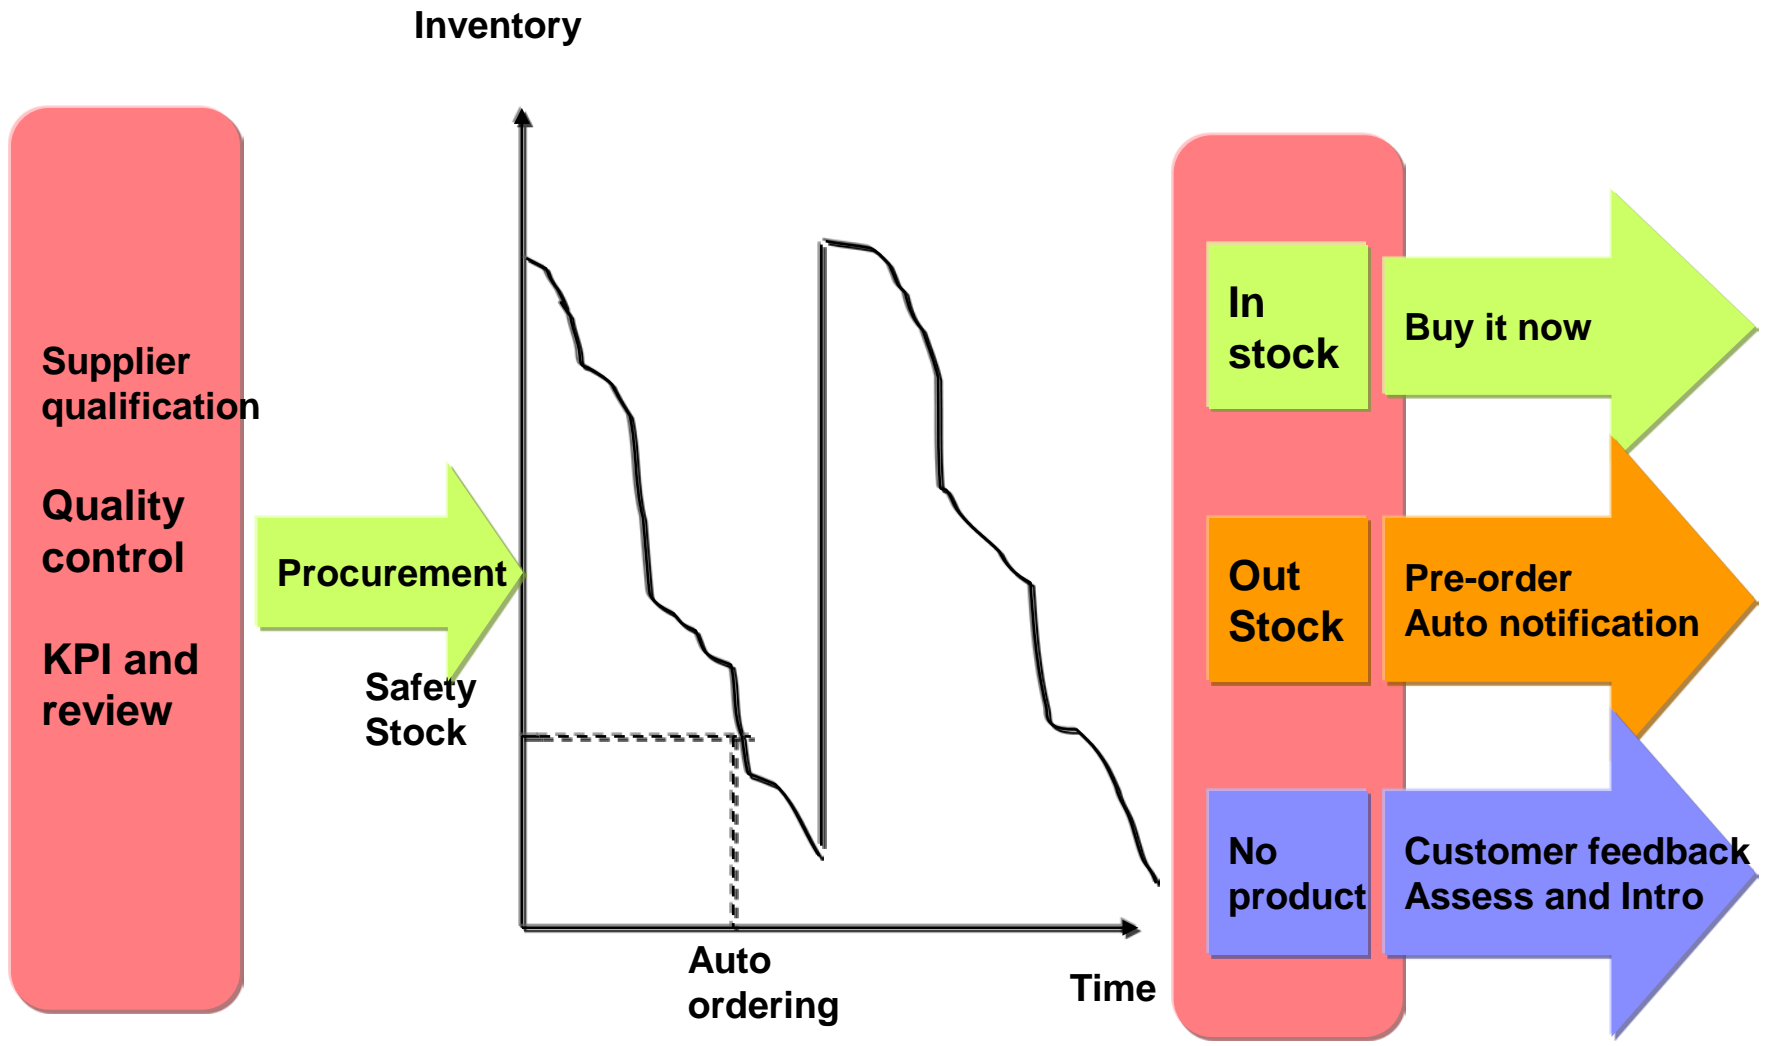 Inventory
Supplier
qualification
Quality
control
KPI and
review
Procurement
Safety
Stock
Auto
ordering
Time
In
stock
Buy it now
Out
Stock
Pre-order
Auto notification
No
product
Customer feedback
Assess and Intro